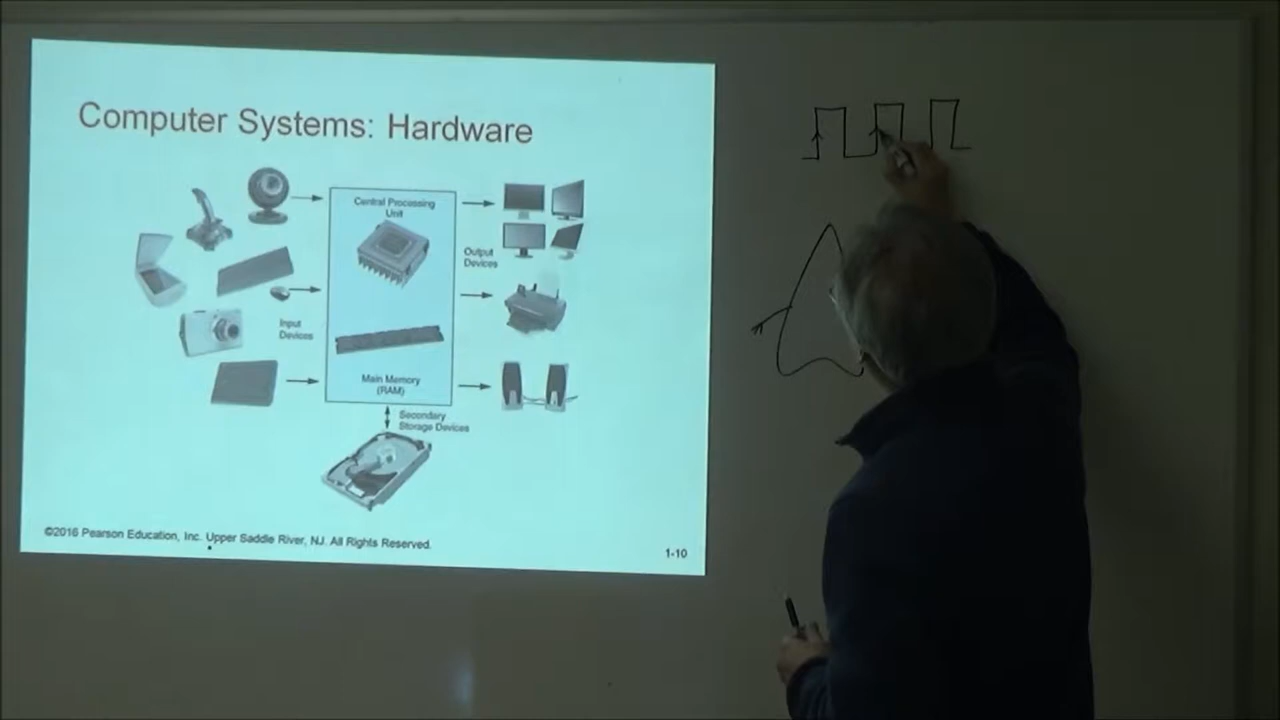 Computer Systems: Hardware
Central Processing
Unit
Output
Devices
Input
Devices
Main Memory
(RAM)
Secondary
Storage Devices
©2016 Pearson Education, Inc. Upper Saddle River, NJ. All Rights Reserved.
1-10